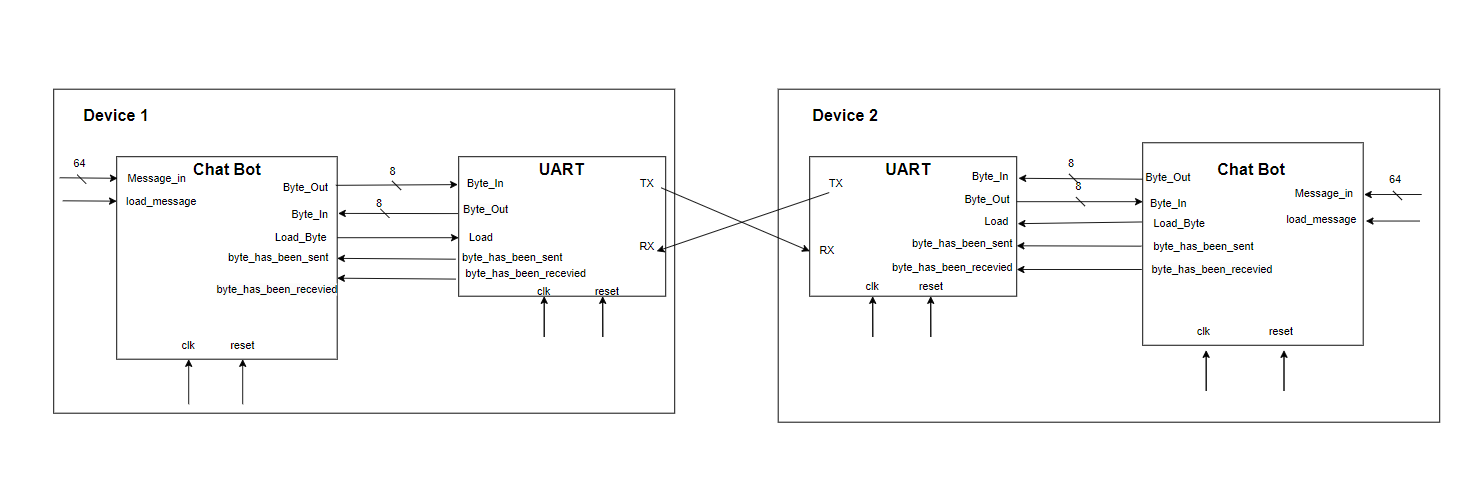 Device 1
64
Message_in
load_message
Chat Bot
Byte_Out
Byte_In
Load_Byte
byte_has_been_sent
byte_has_been_recevied
clk
reset
8
8
UART
Byte_In
Byte_Out
Load
byte_has_been_sent
byte_has_been_recevied
TX
RX
clk
reset
Device 2
UART
TX
RX
Byte_In
Byte_Out
Load
byte_has_been_sent
byte_has_been_recevied
clk
reset
8
8
Chat Bot
Byte_Out
Byte_In
Load_Byte
byte_has_been_sent
byte_has_been_recevied
Message_in
load_message
64
clk
reset